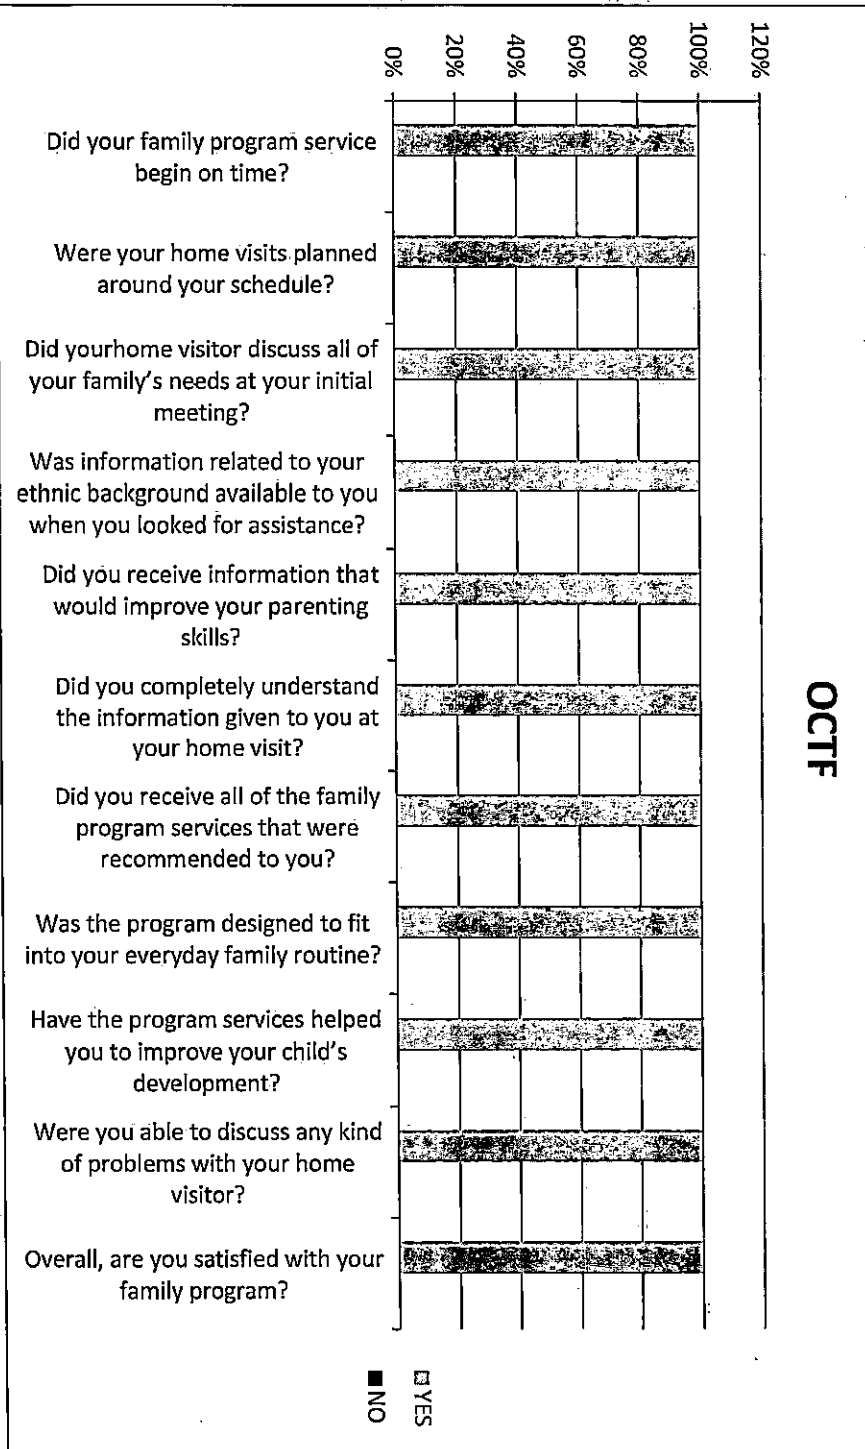 OCTF
120%
100%
80%
60%
40%
20%
0%
Did your family program service
begin on time?
Were your home visits planned
around your schedule?
Did yourhome visitor discuss all of
your family's needs at your initial
meeting?
Was information related to your
ethnic background available to you
when you looked for assistance?
Did you receive information that
would improve your parenting
skills?
Did you completely understand
the information given to you at
your home visit?
Did you receive all of the family
program services that were
recommended to you?
Was the program designed to fit
into your everyday family routine?
Have the program services helped
you to improve your child's
development?
Were you able to discuss any kind
of problems with your home
visitor?
Overall, are you satisfied with your
family program?
YES
NO